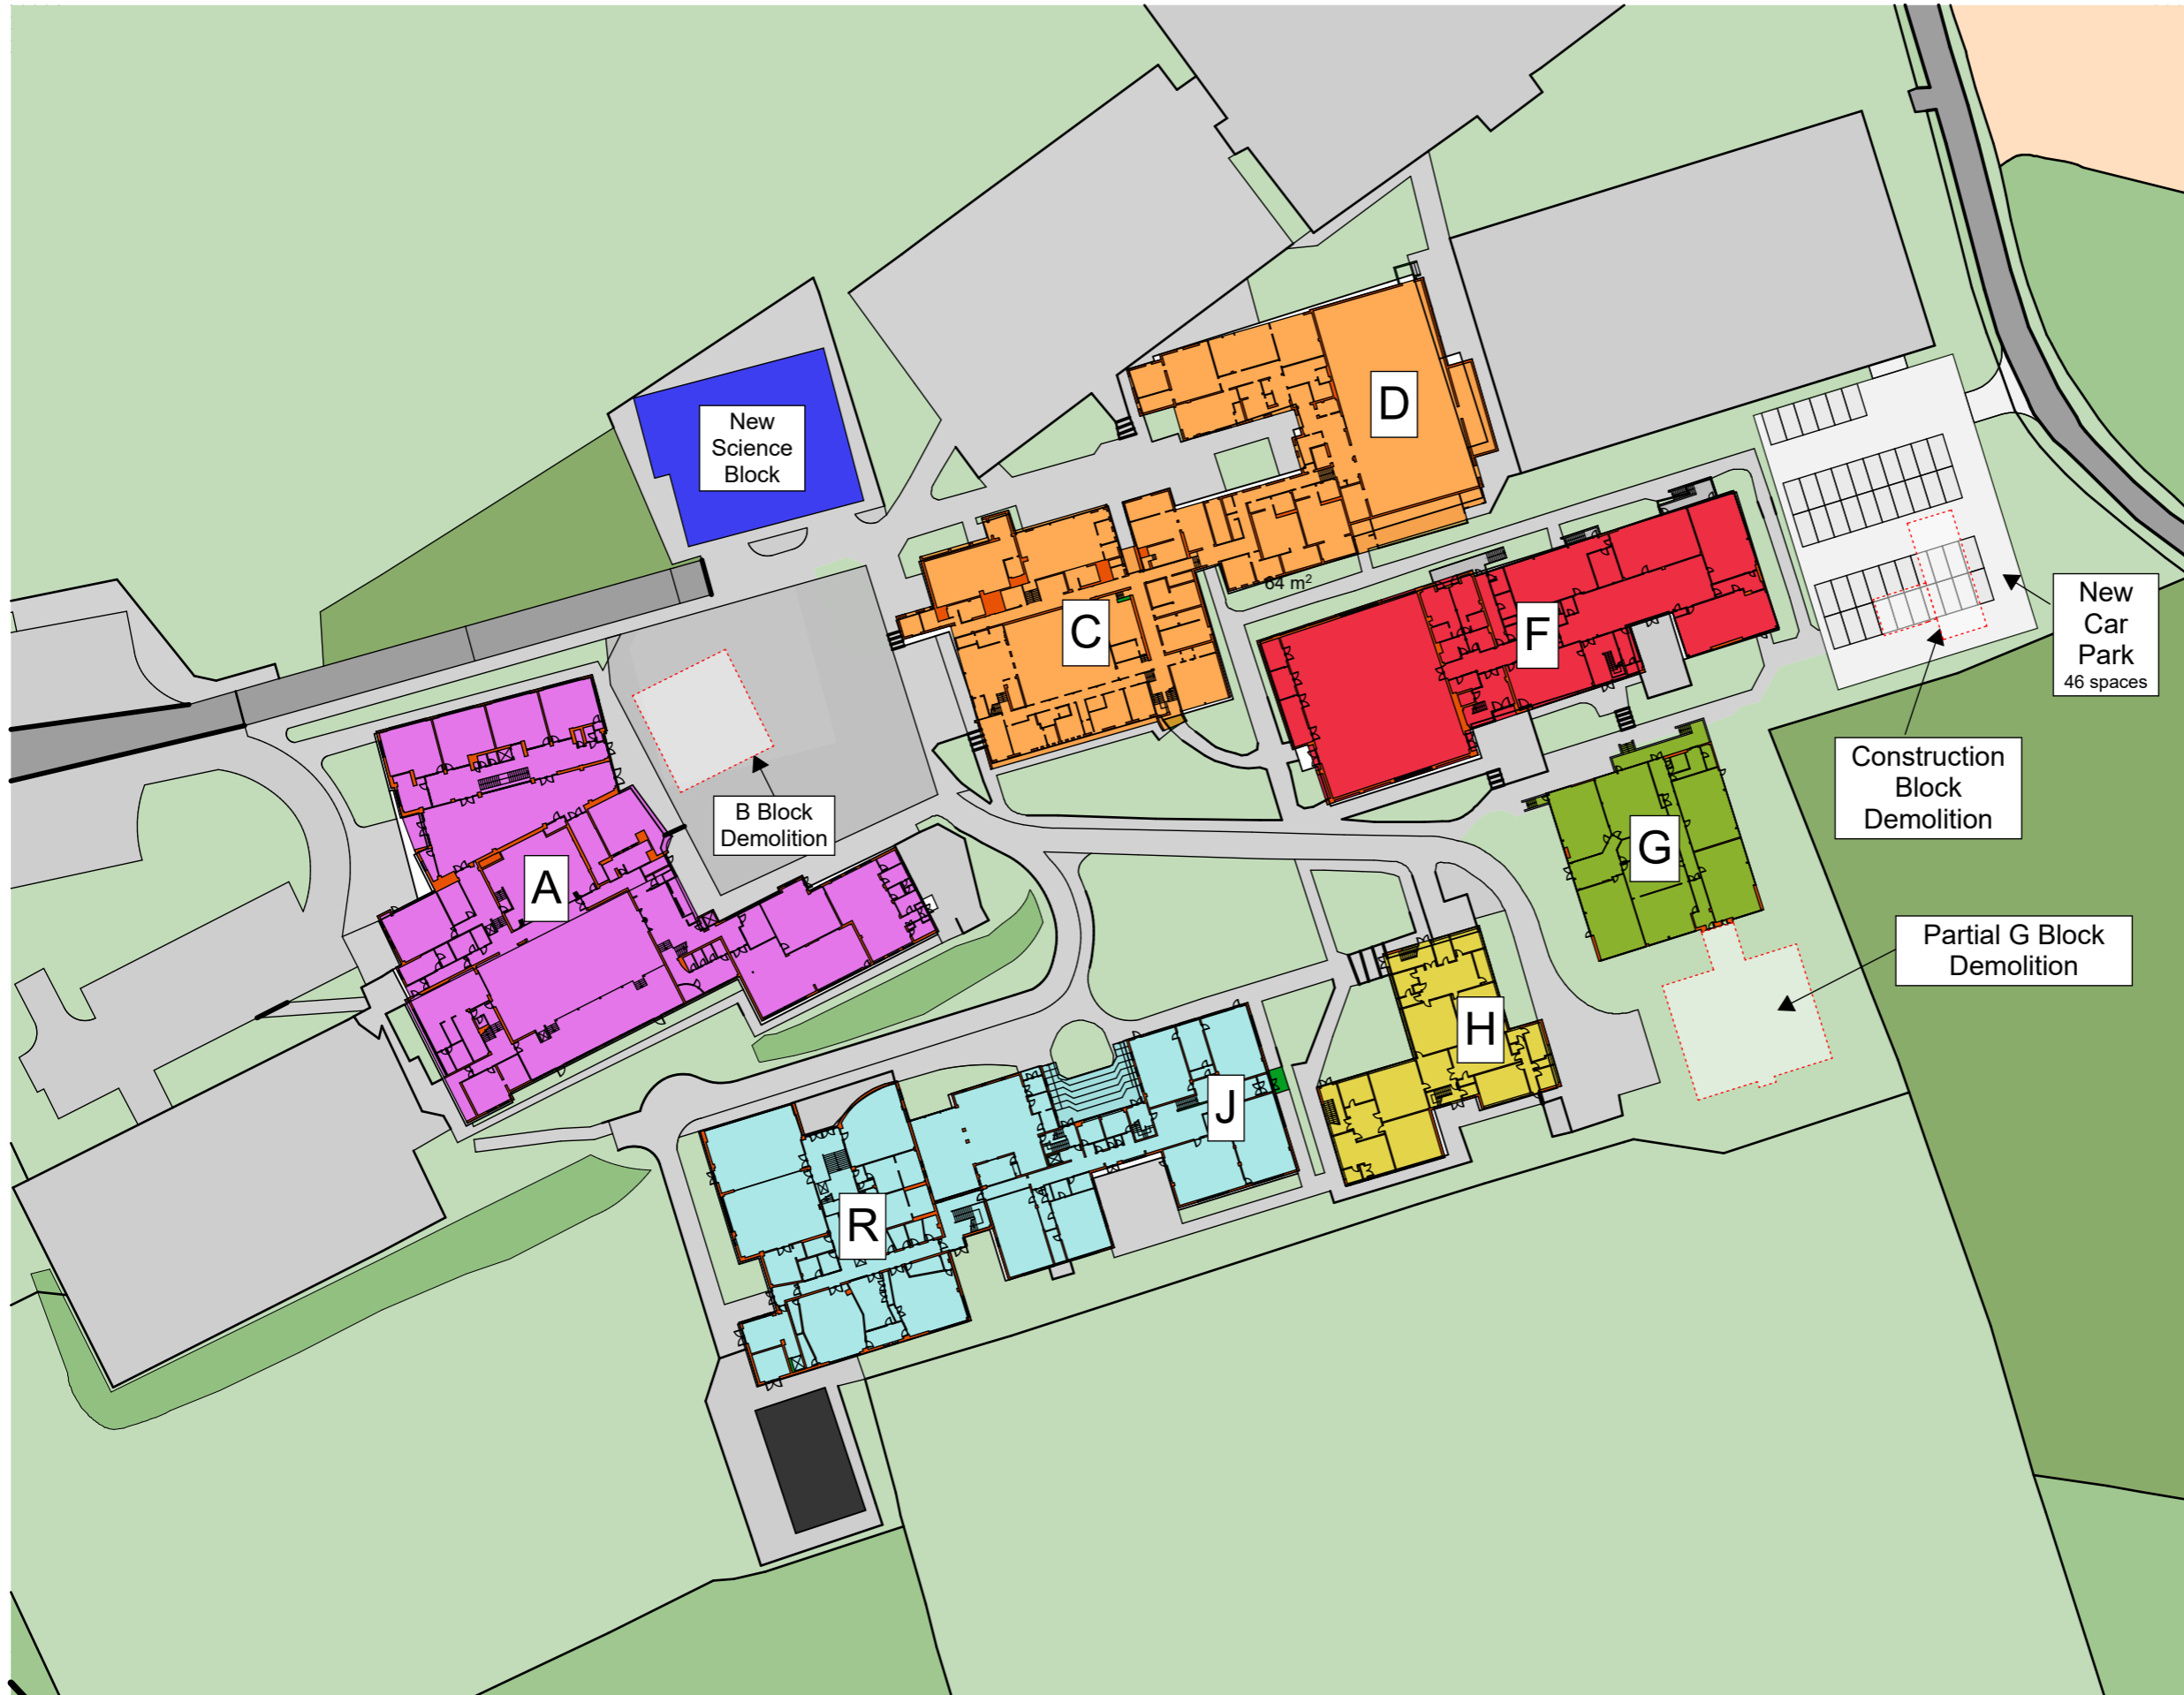 D
New
Science
Block
64 m²
New
Car
Park
46 spaces
C
F
Construction
Block
Demolition
B Block
Demolition
G
A
Partial G Block
Demolition
H
J
R